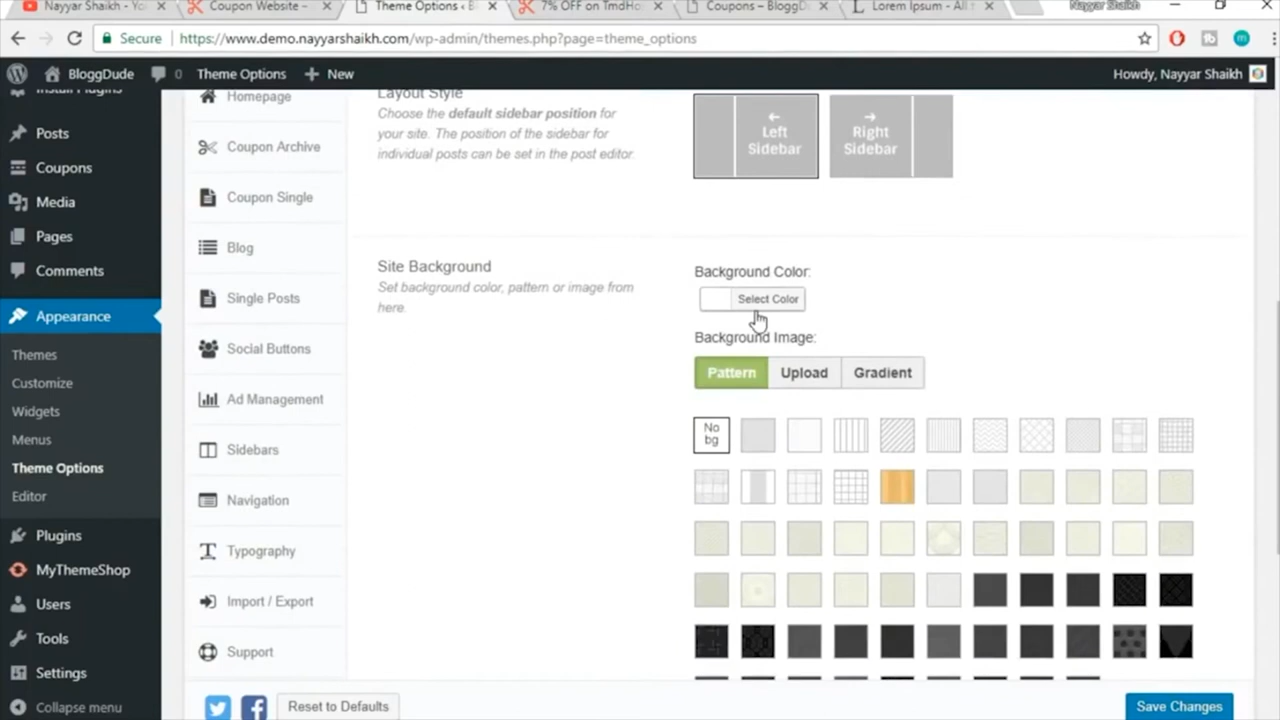 Nayyar Shaikh - Yo
Coupon Website -
Theme Options ‹ B
7% OFF on TmdHo
Coupons – BloggD
Lorem Ipsum - All
Nayyar Shaikh
Secure
https://www.demo.nayyarshaikh.com/wp-admin/themes.php?page=theme_options
BloggDude
0
Theme Options
New
Howdy, Nayyar Shaikh
Install Plugins
Posts
Coupons
Media
Pages
Comments
Appearance
Themes
Customize
Widgets
Menus
Theme Options
Editor
Plugins
MyThemeShop
Users
Tools
Settings
Collapse menu
Homepage
Coupon Archive
Coupon Single
Blog
Single Posts
Social Buttons
Ad Management
Sidebars
Navigation
Typography
Import / Export
Support
Layout Style
Choose the default sidebar position for
your site. The position of the sidebar for
individual posts can be set in the post editor.
Left
Sidebar
Right
Sidebar
Site Background
Set background color, pattern or image from
here.
Background Color:
Select Color
Background Image:
Pattern
Upload
Gradient
No
bg
Reset to Defaults
Save Changes